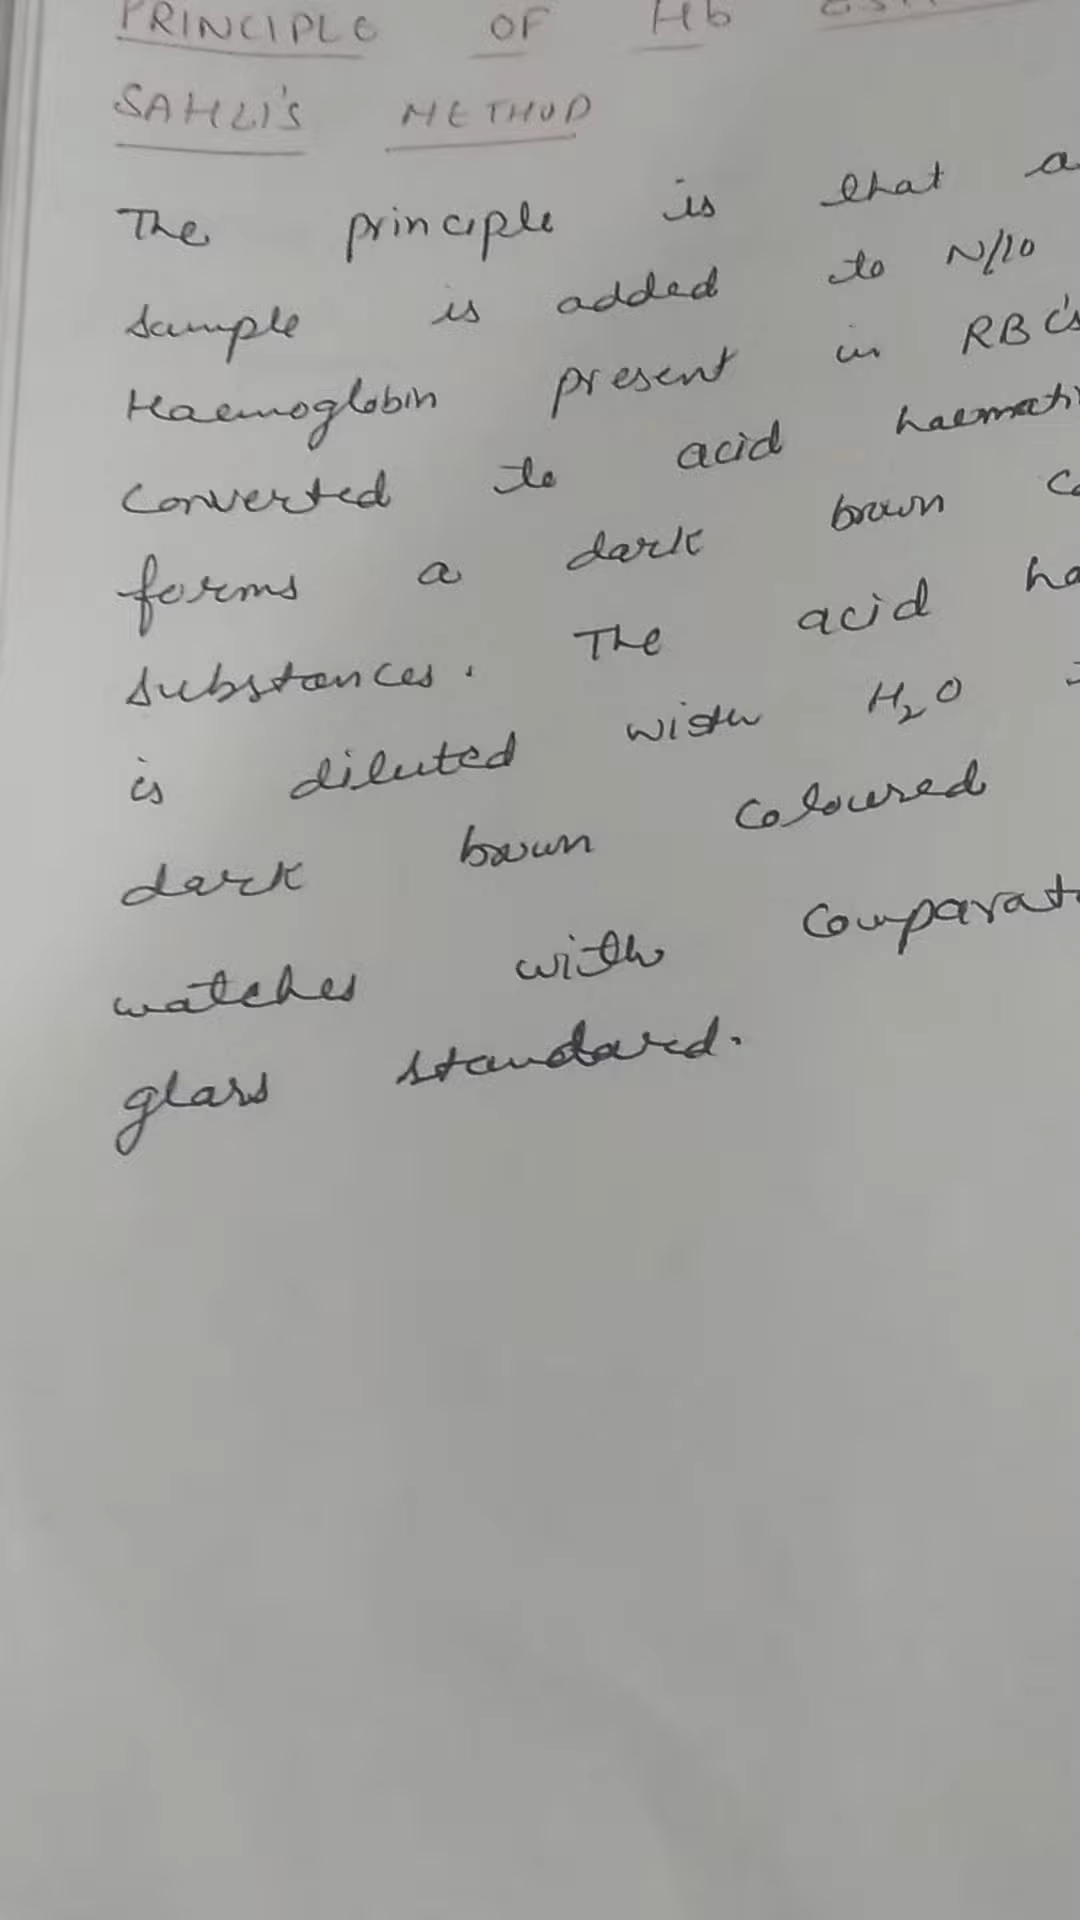 PRINCIPLE OF Hb
SAHLI'S METHOD
The principle is that a
sample is added to N/10
Haemoglobin present in RBC's
converted to acid haemati
forms a dark brown co
substances. The acid ha
is diluted with H₂O
dark brown coloured
matches with comparat
glass standard.